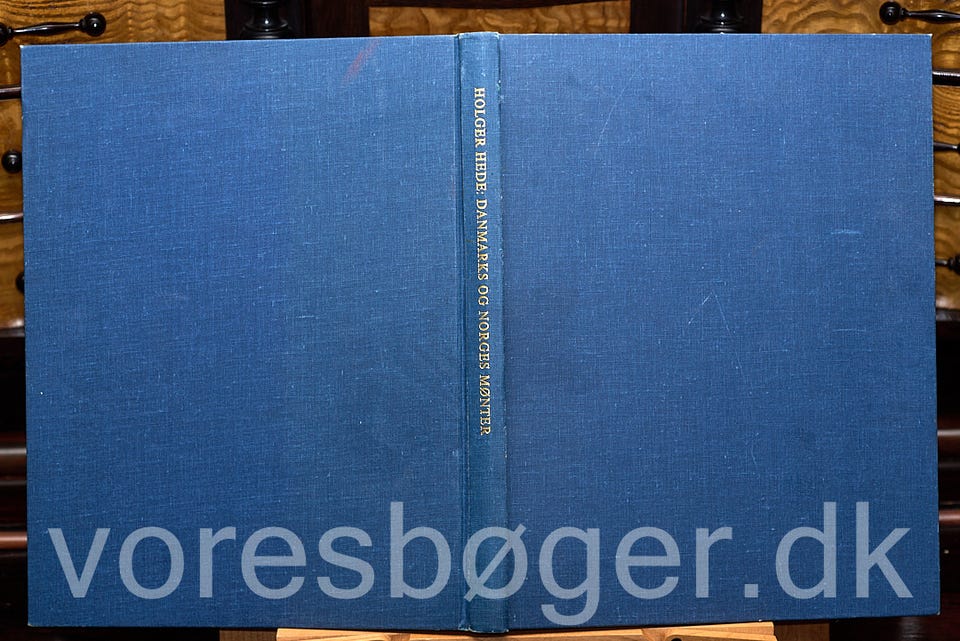 HOLGER HEDE: DANMARKS OG NORGES MØNTER
voresbøger.dk